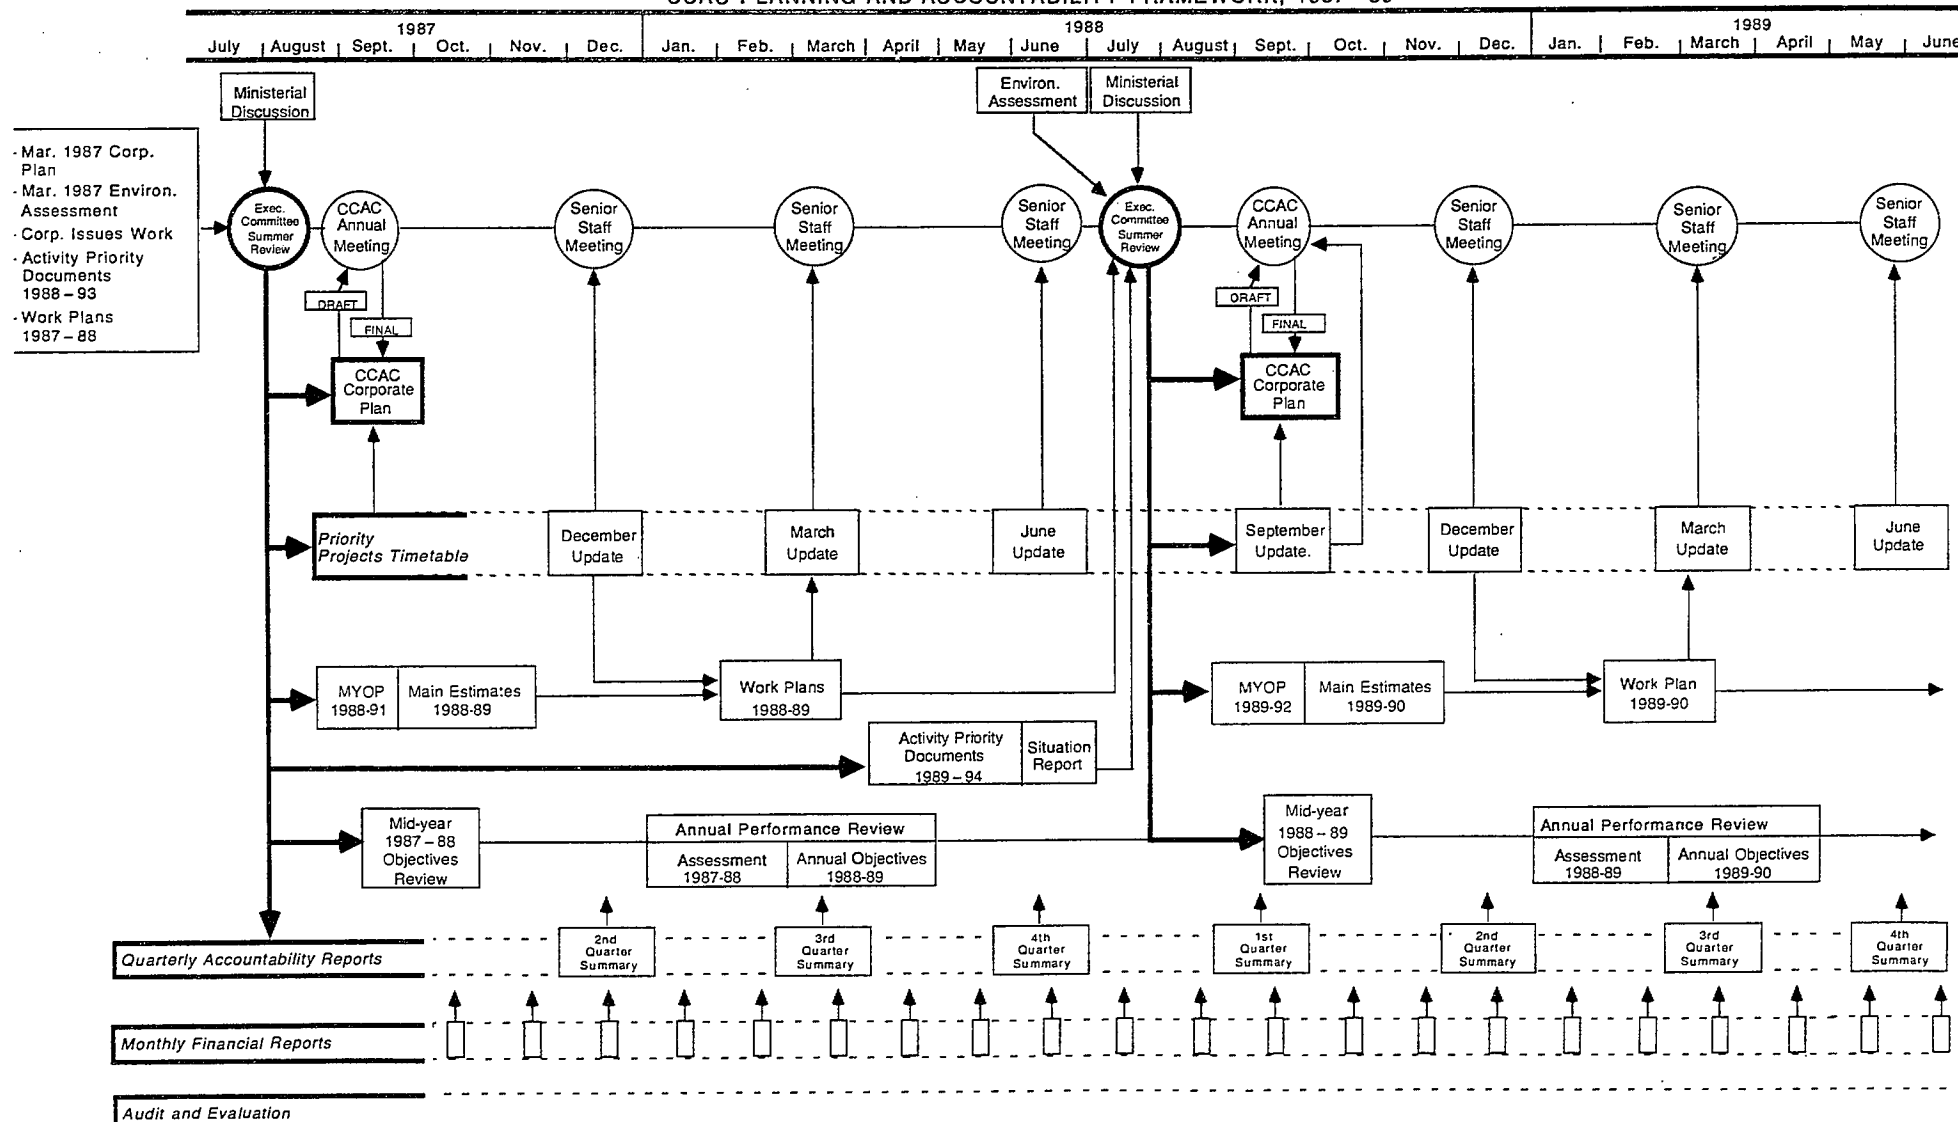 CCAC PLANNING AND ACCOUNTABILITY FRAMEWORK, 1987-89
1987
1988
1989
July August Sept. Oct. Nov. Dec. Jan. Feb. March April May June July August Sept. Oct. Nov. Dec. Jan. Feb. March April May June
Ministerial
Discussion
Environ.
Assessment
Ministerial
Discussion
- Mar. 1987 Corp.
Plan
- Mar. 1987 Environ.
Assessment
- Corp. Issues Work
- Activity Priority
Documents
1988 – 93
- Work Plans
1987 – 88
Exec.
Committee
Summer
Review
CCAC
Annual
Meeting
Senior
Staff
Meeting
Senior
Staff
Meeting
Senior
Staff
Meeting
Exec.
Committee
Summer
Review
CCAC
Annual
Meeting
Senior
Staff
Meeting
Senior
Staff
Meeting
Senior
Staff
Meeting
DRAFT
FINAL
DRAFT
FINAL
CCAC
Corporate
Plan
CCAC
Corporate
Plan
Priority
Projects Timetable
December
Update
March
Update
June
Update
September
Update.
December
Update
March
Update
June
Update
MYOP
1988-91
Main Estimates
1988-89
Work Plans
1988-89
MYOP
1989-92
Main Estimates
1989-90
Work Plan
1989-90
Activity Priority
Documents
1989 – 94
Situation
Report
Mid-year
1987 – 88
Objectives
Review
Annual Performance Review
Assessment
1987-88
Annual Objectives
1988-89
Mid-year
1988 – 89
Objectives
Review
Annual Performance Review
Assessment
1988-89
Annual Objectives
1989-90
Quarterly Accountability Reports
2nd
Quarter
Summary
3rd
Quarter
Summary
4th
Quarter
Summary
1st
Quarter
Summary
2nd
Quarter
Summary
3rd
Quarter
Summary
4th
Quarter
Summary
Monthly Financial Reports
Audit and Evaluation